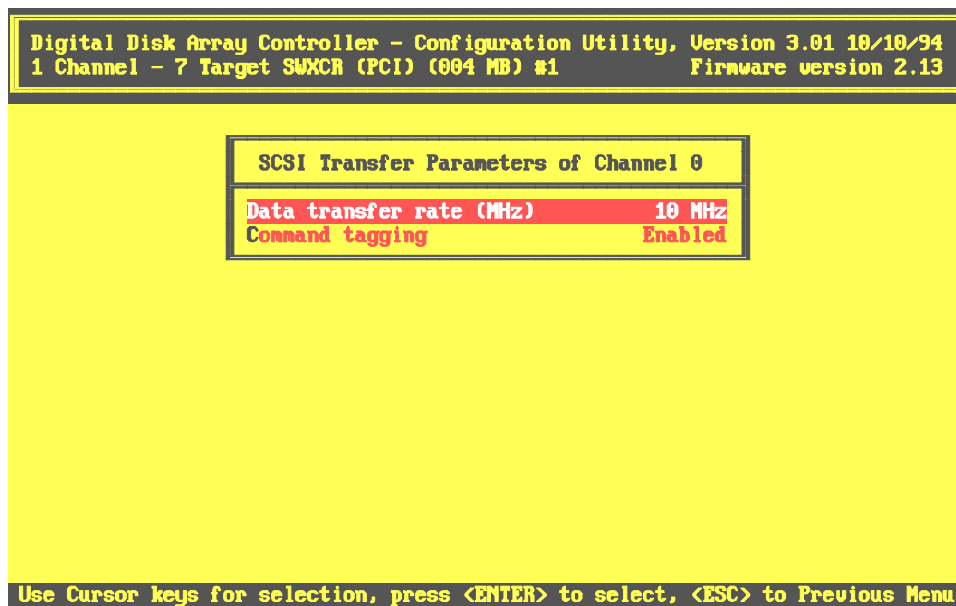 Digital Disk Array Controller - Configuration Utility, Version 3.01 10/10/94
1 Channel - 7 Target SWXCR (PCI) (004 MB) #1 Firmware version 2.13
SCSI Transfer Parameters of Channel 0
Data transfer rate (MHz) 10 MHz
Command tagging Enabled
Use Cursor keys for selection, press <ENTER> to select, <ESC> to Previous Menu